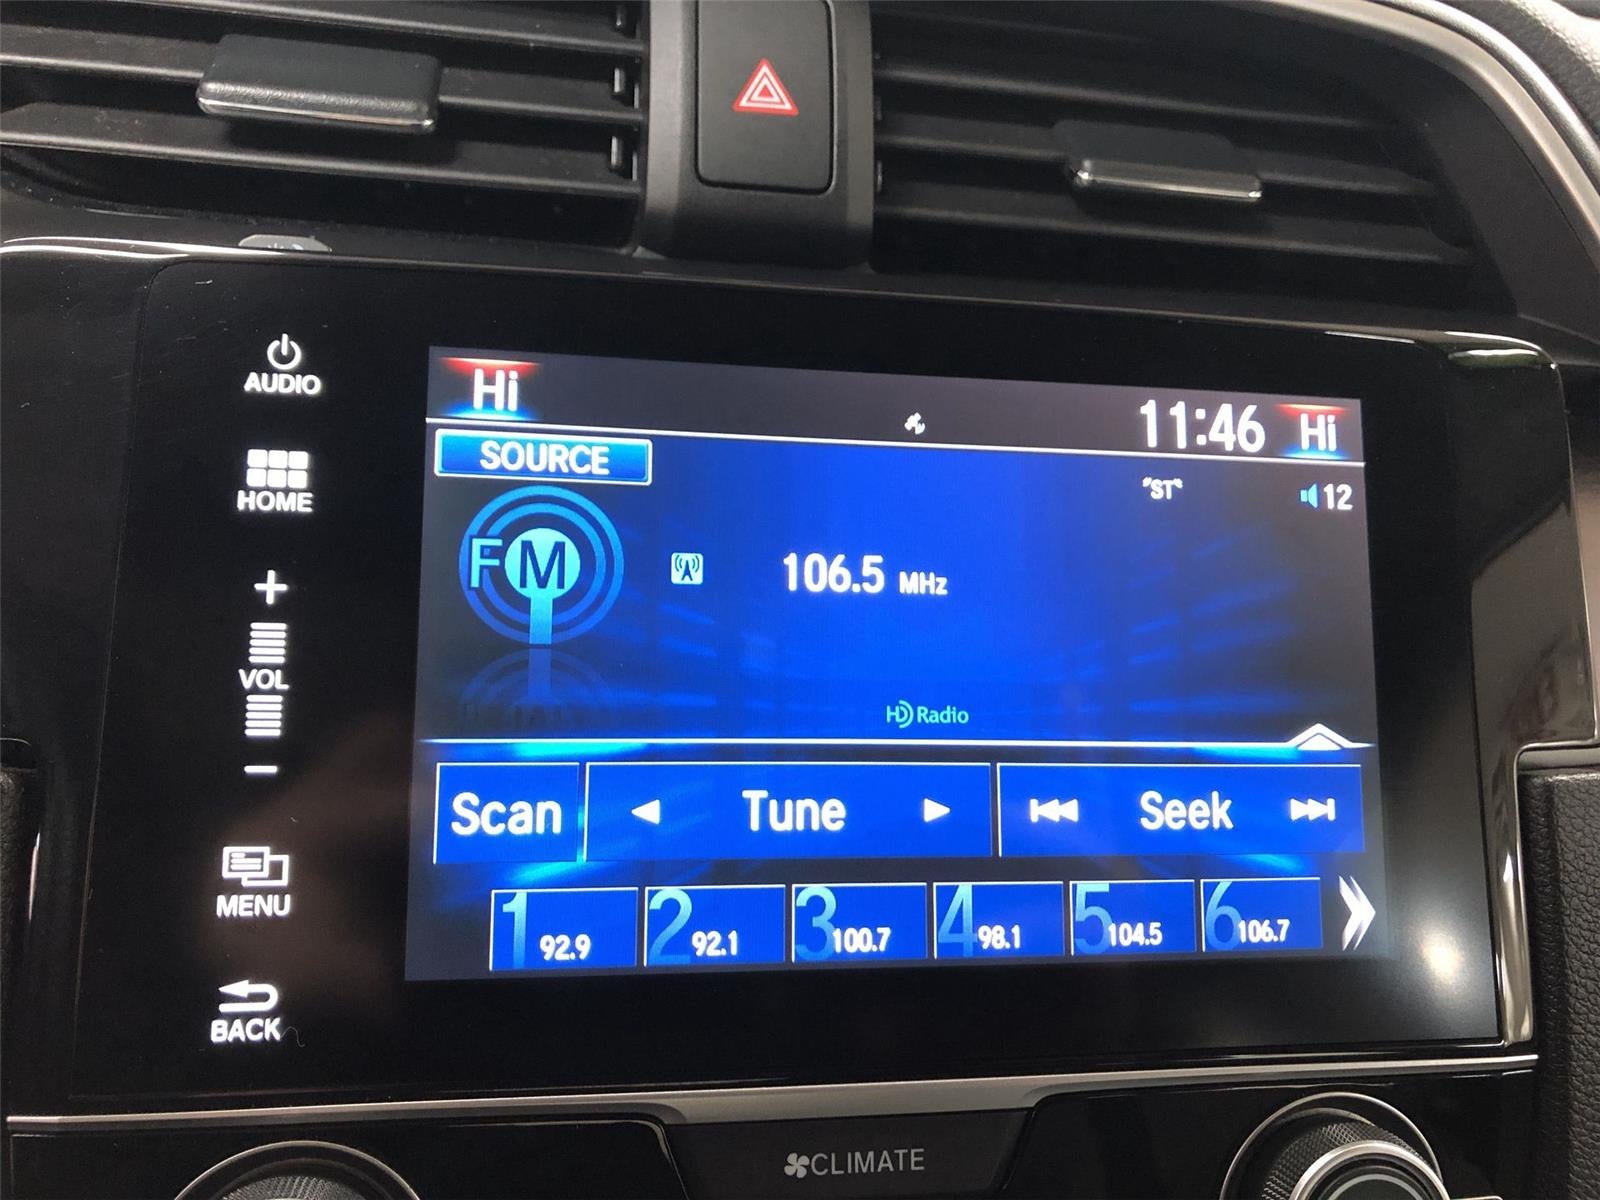 AUDIO
HOME
+
VOL
-
MENU
BACK
Hi
11:46 Hi
SOURCE
"ST" 12
FM
106.5 MHz
HD Radio
Scan Tune Seek
1 92.9 2 92.1 3 100.7 4 98.1 5 104.5 6 106.7
CLIMATE